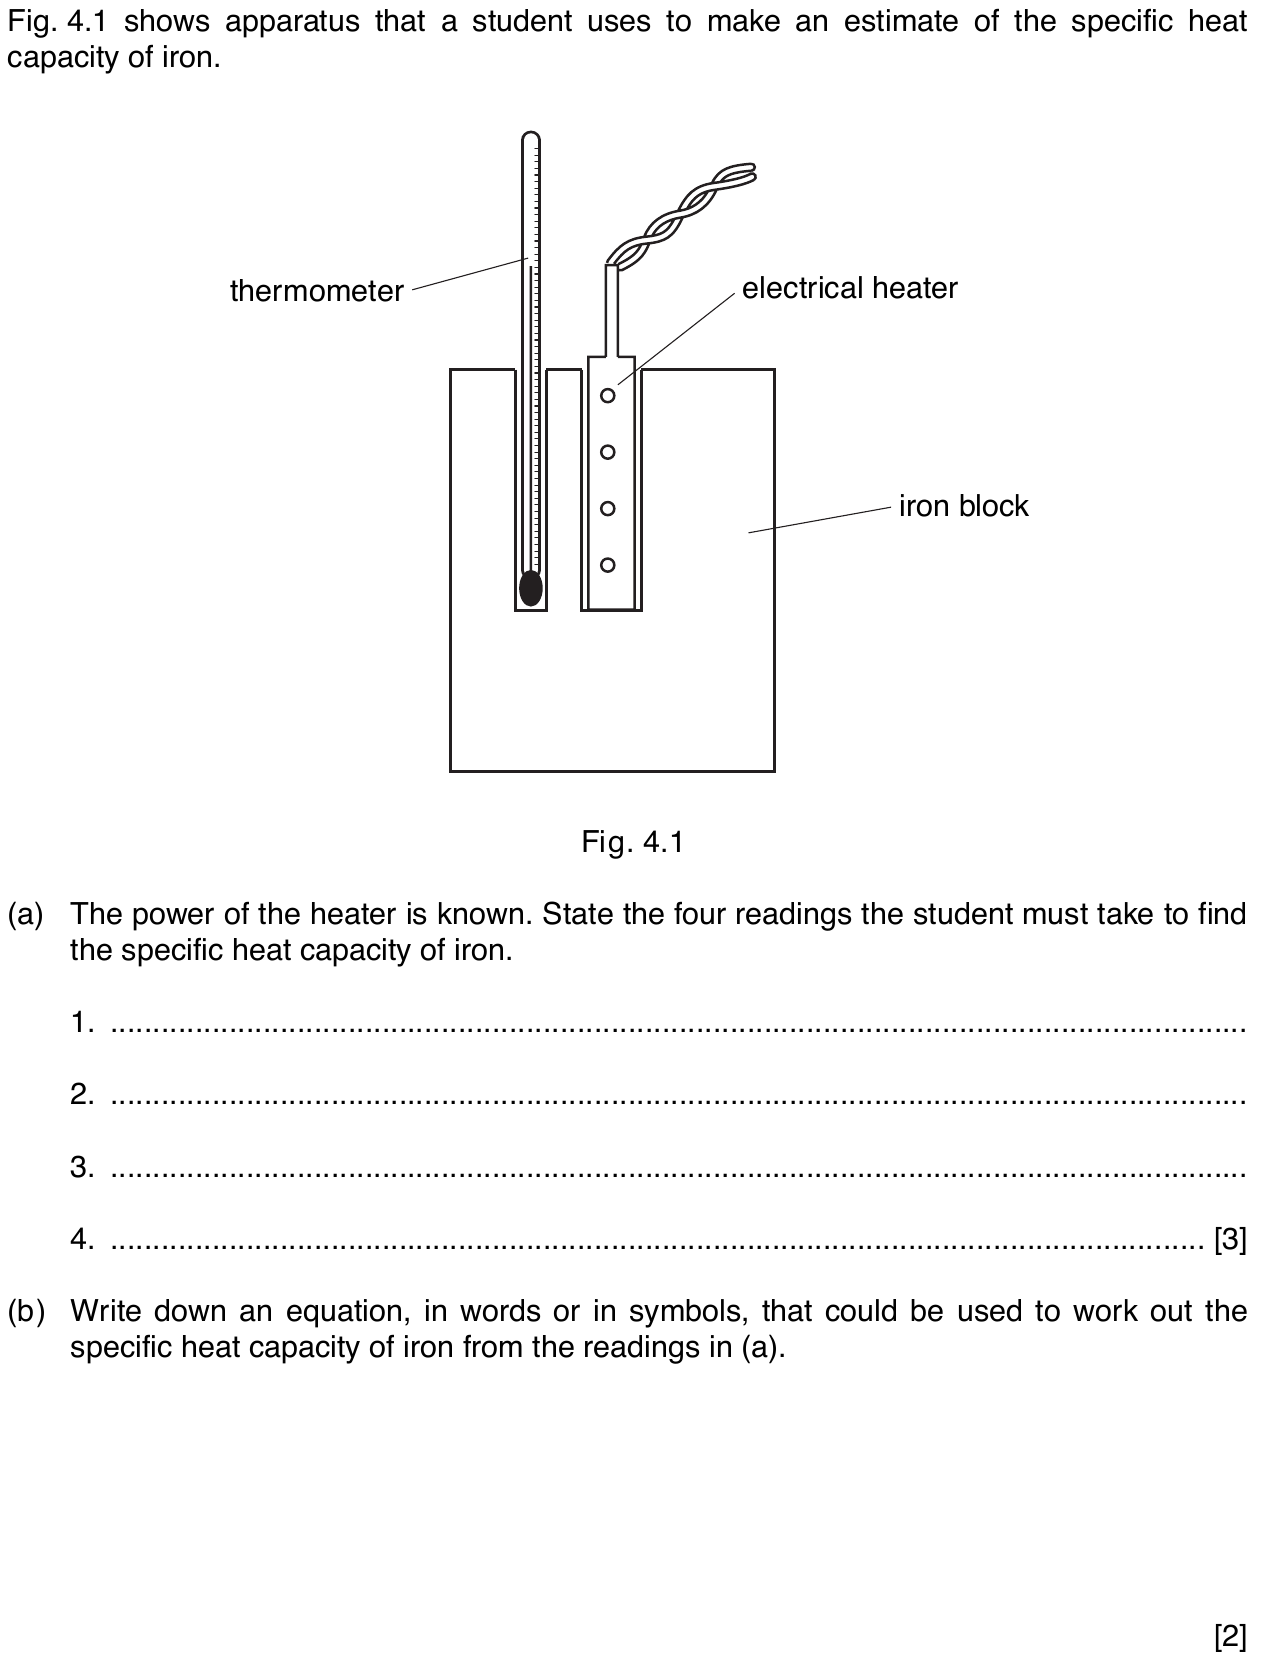 Fig. 4.1 shows apparatus that a student uses to make an estimate of the specific heat
capacity of iron.
thermometer
electrical heater
iron block
Fig. 4.1
(a) The power of the heater is known. State the four readings the student must take to find
the specific heat capacity of iron.
1. ..........................................................................................................................................
2. ..........................................................................................................................................
3. ..........................................................................................................................................
4. .................................................................................................................................... [3]
(b) Write down an equation, in words or in symbols, that could be used to work out the
specific heat capacity of iron from the readings in (a).
[2]